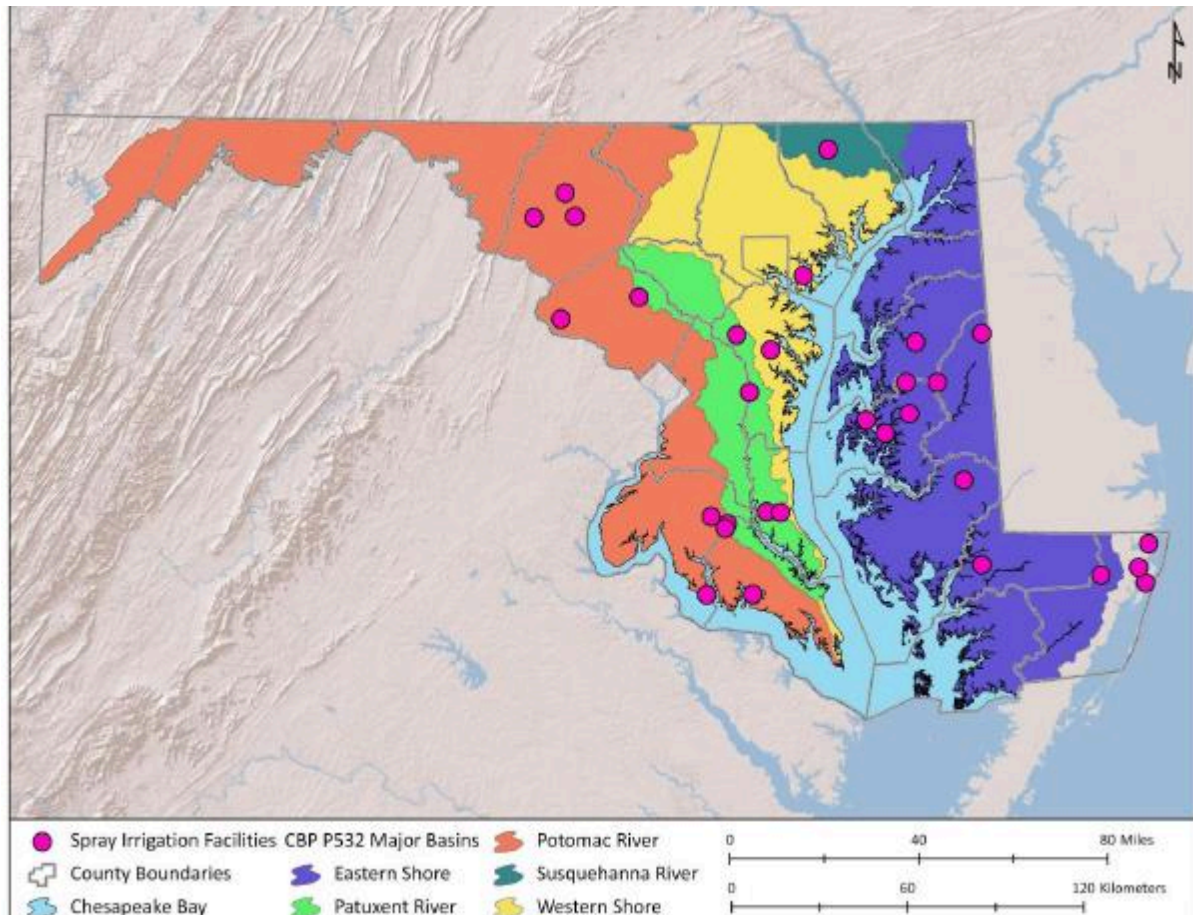 N
Spray Irrigation Facilities CBP P532 Major Basins Potomac River 0 40 80 Miles
County Boundaries Eastern Shore Susquehanna River 0 60 120 Kilometers
Chesapeake Bay Patuxent River Western Shore